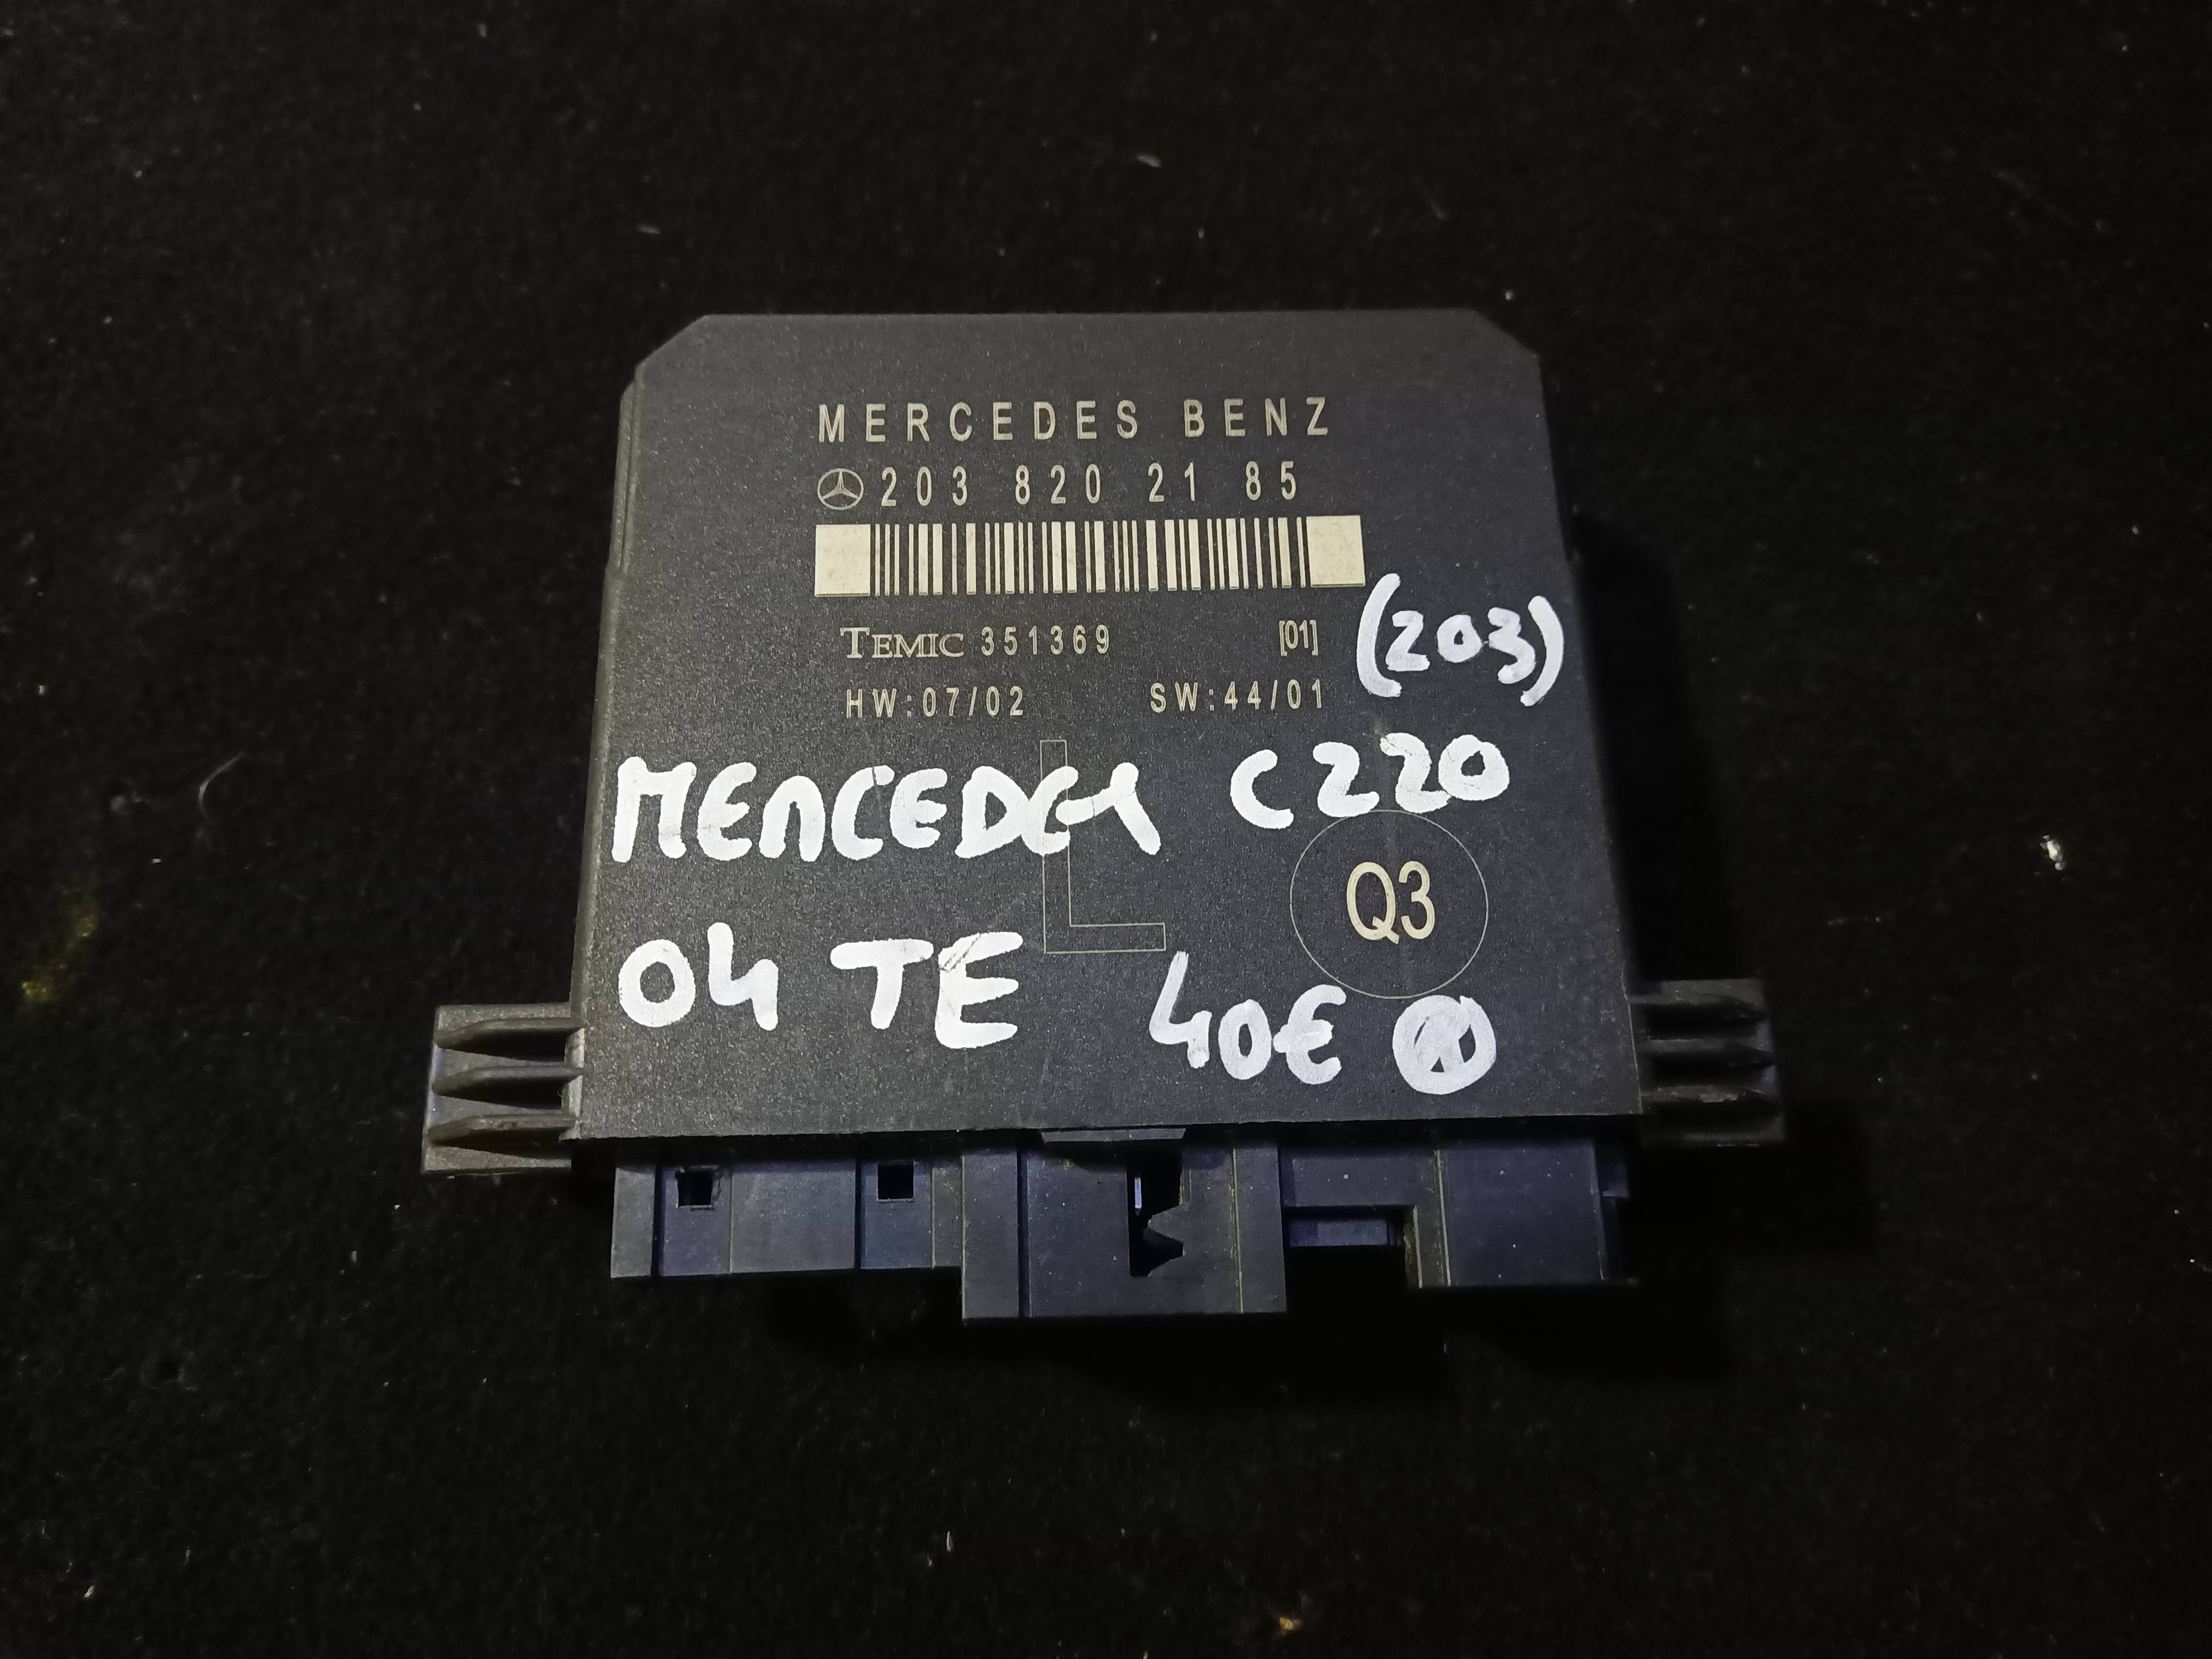 MERCEDES BENZ
203 820 21 85
TEMIC 351369 [01]
(203)
HW:07/02 SW:44/01
MERCEDES C220
L
Q3
04 TE 40€